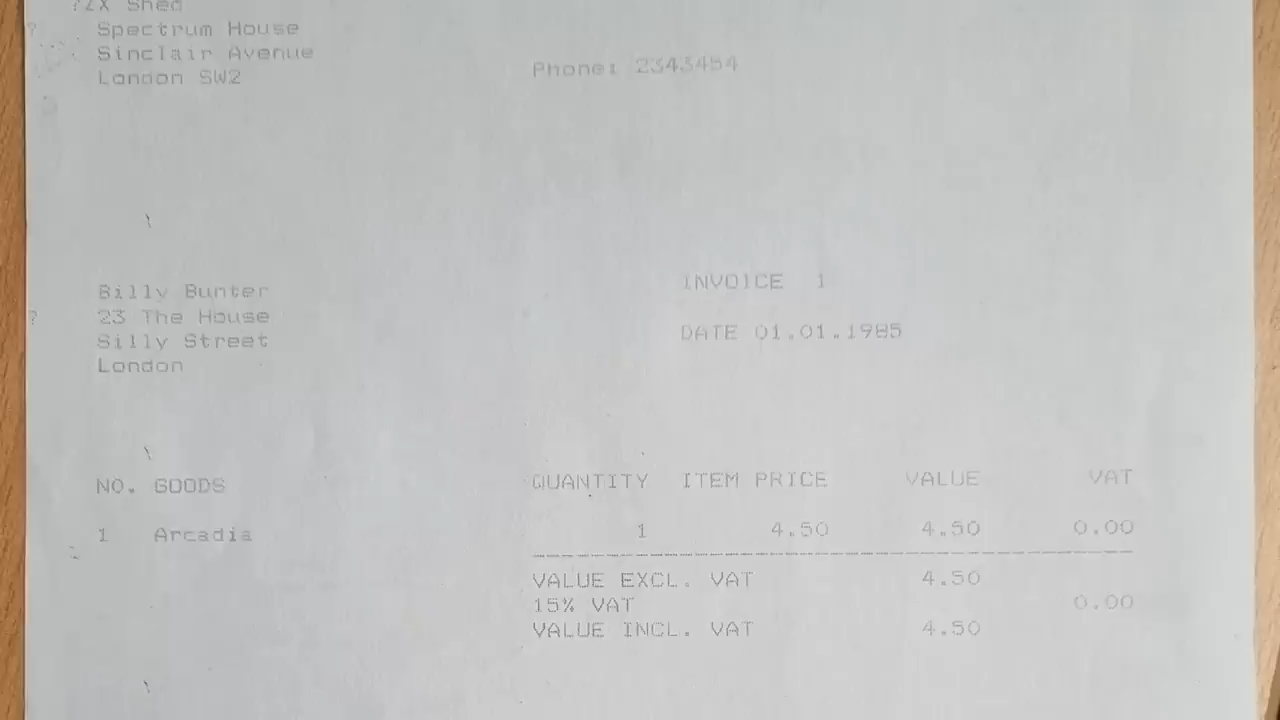 ?ZX Shed
? Spectrum House
Sinclair Avenue
London SW2
Phone: 2343454
Billy Bunter
? 23 The House
Silly Street
London
INVOICE 1
DATE 01.01.1985
NO. GOODS QUANTITY ITEM PRICE VALUE VAT
1 Arcadia 1 4.50 4.50 0.00
VALUE EXCL. VAT 4.50
15% VAT 0.00
VALUE INCL. VAT 4.50